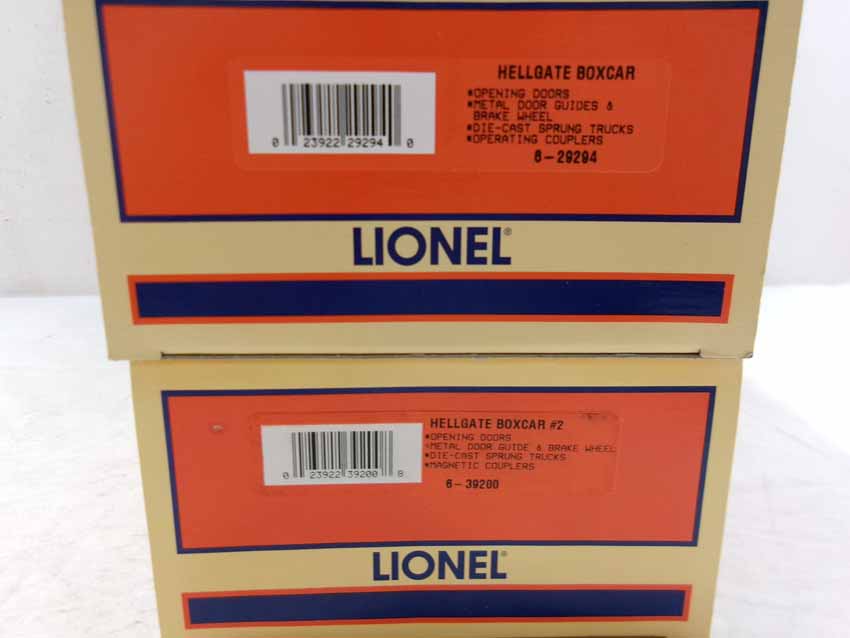 HELLGATE BOXCAR
*OPENING DOORS
*METAL DOOR GUIDES &
BRAKE WHEEL
*DIE-CAST SPRUNG TRUCKS
*OPERATING COUPLERS
6-29294
0 23922 29294 0
LIONEL®
HELLGATE BOXCAR #2
*OPENING DOORS
*METAL DOOR GUIDE & BRAKE WHEEL
*DIE-CAST SPRUNG TRUCKS
*MAGNETIC COUPLERS
6-39200
0 23922 39200 8
LIONEL®